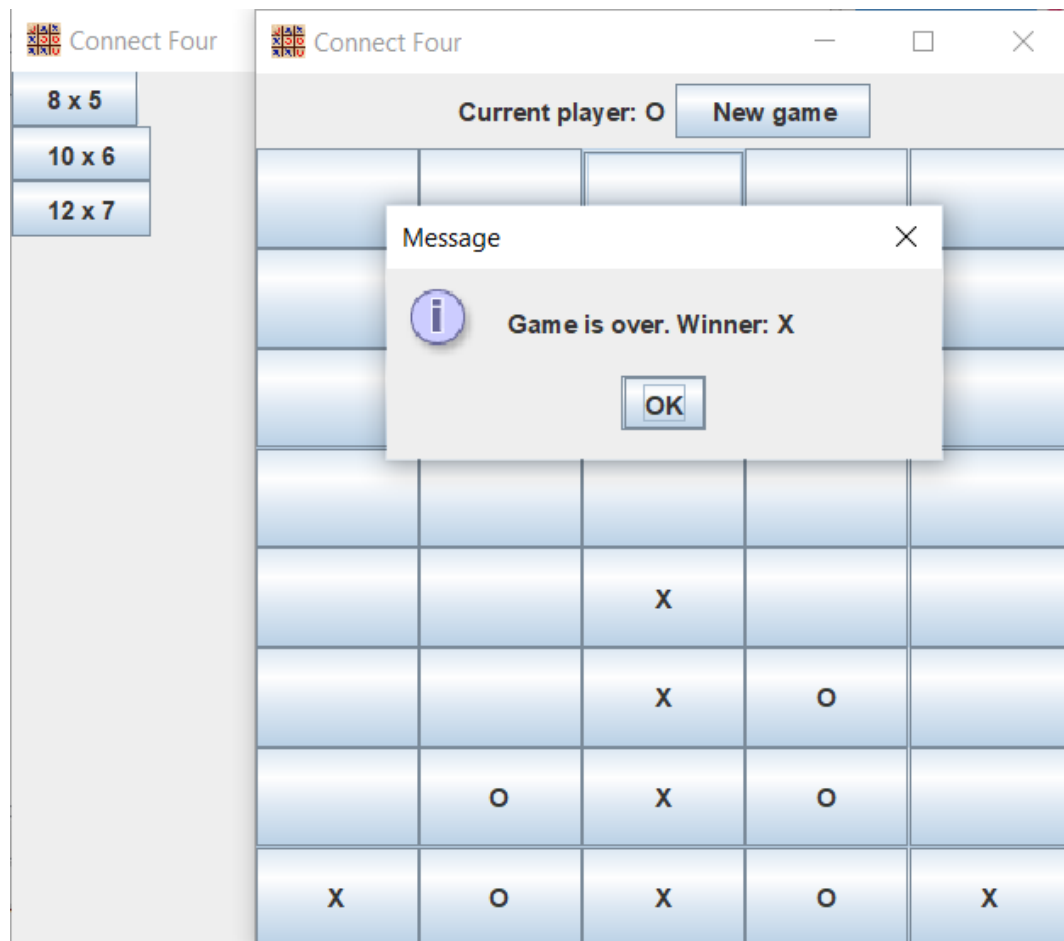 Connect Four
8 x 5
10 x 6
12 x 7
Connect Four
Current player: O New game
Message
Game is over. Winner: X
OK
X
X O
O X O
X O X O X